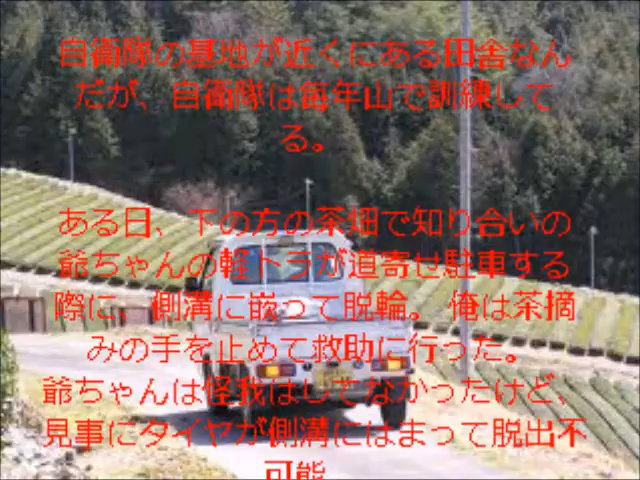 自衛隊の基地が近くにある田舎なん
だが、自衛隊は毎年山で訓練して
る。
ある日、下の方の茶畑で知り合いの
爺ちゃんの軽トラが道寄せ駐車する
際に、側溝に嵌って脱輪。俺は茶摘
みの手を止めて救助に行った。
爺ちゃんは怪我はしてなかったけど、
見事にタイヤが側溝にはまって脱出不
可能